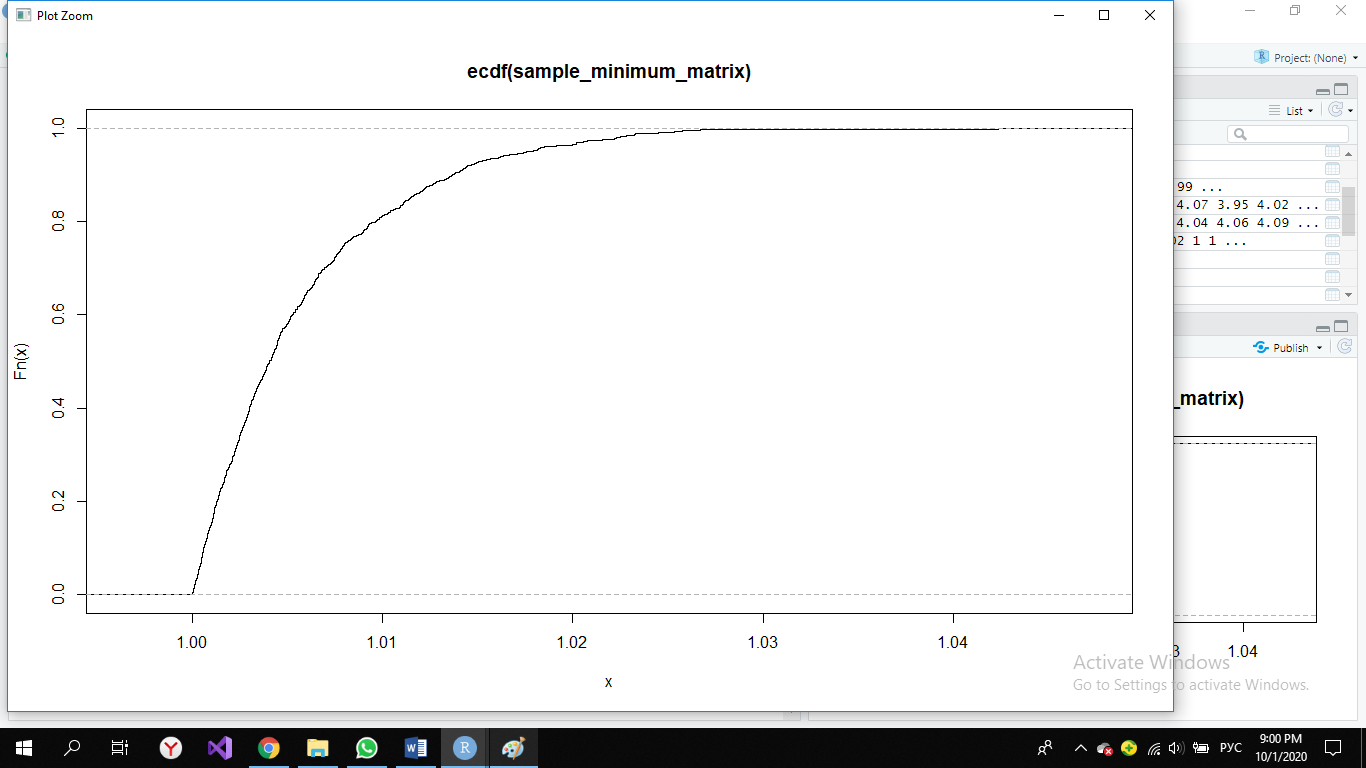 Plot Zoom
ecdf(sample_minimum_matrix)
1.0
0.8
0.6
0.4
0.2
0.0
Fn(x)
1.00 1.01 1.02 1.03 1.04
x
Project: (None)
List
99 ...
4.07 3.95 4.02 ...
4.04 4.06 4.09 ...
02 1 1 ...
Publish
_matrix)
3 1.04
Activate Windows
Go to Settings to activate Windows.
РУС
9:00 PM
10/1/2020